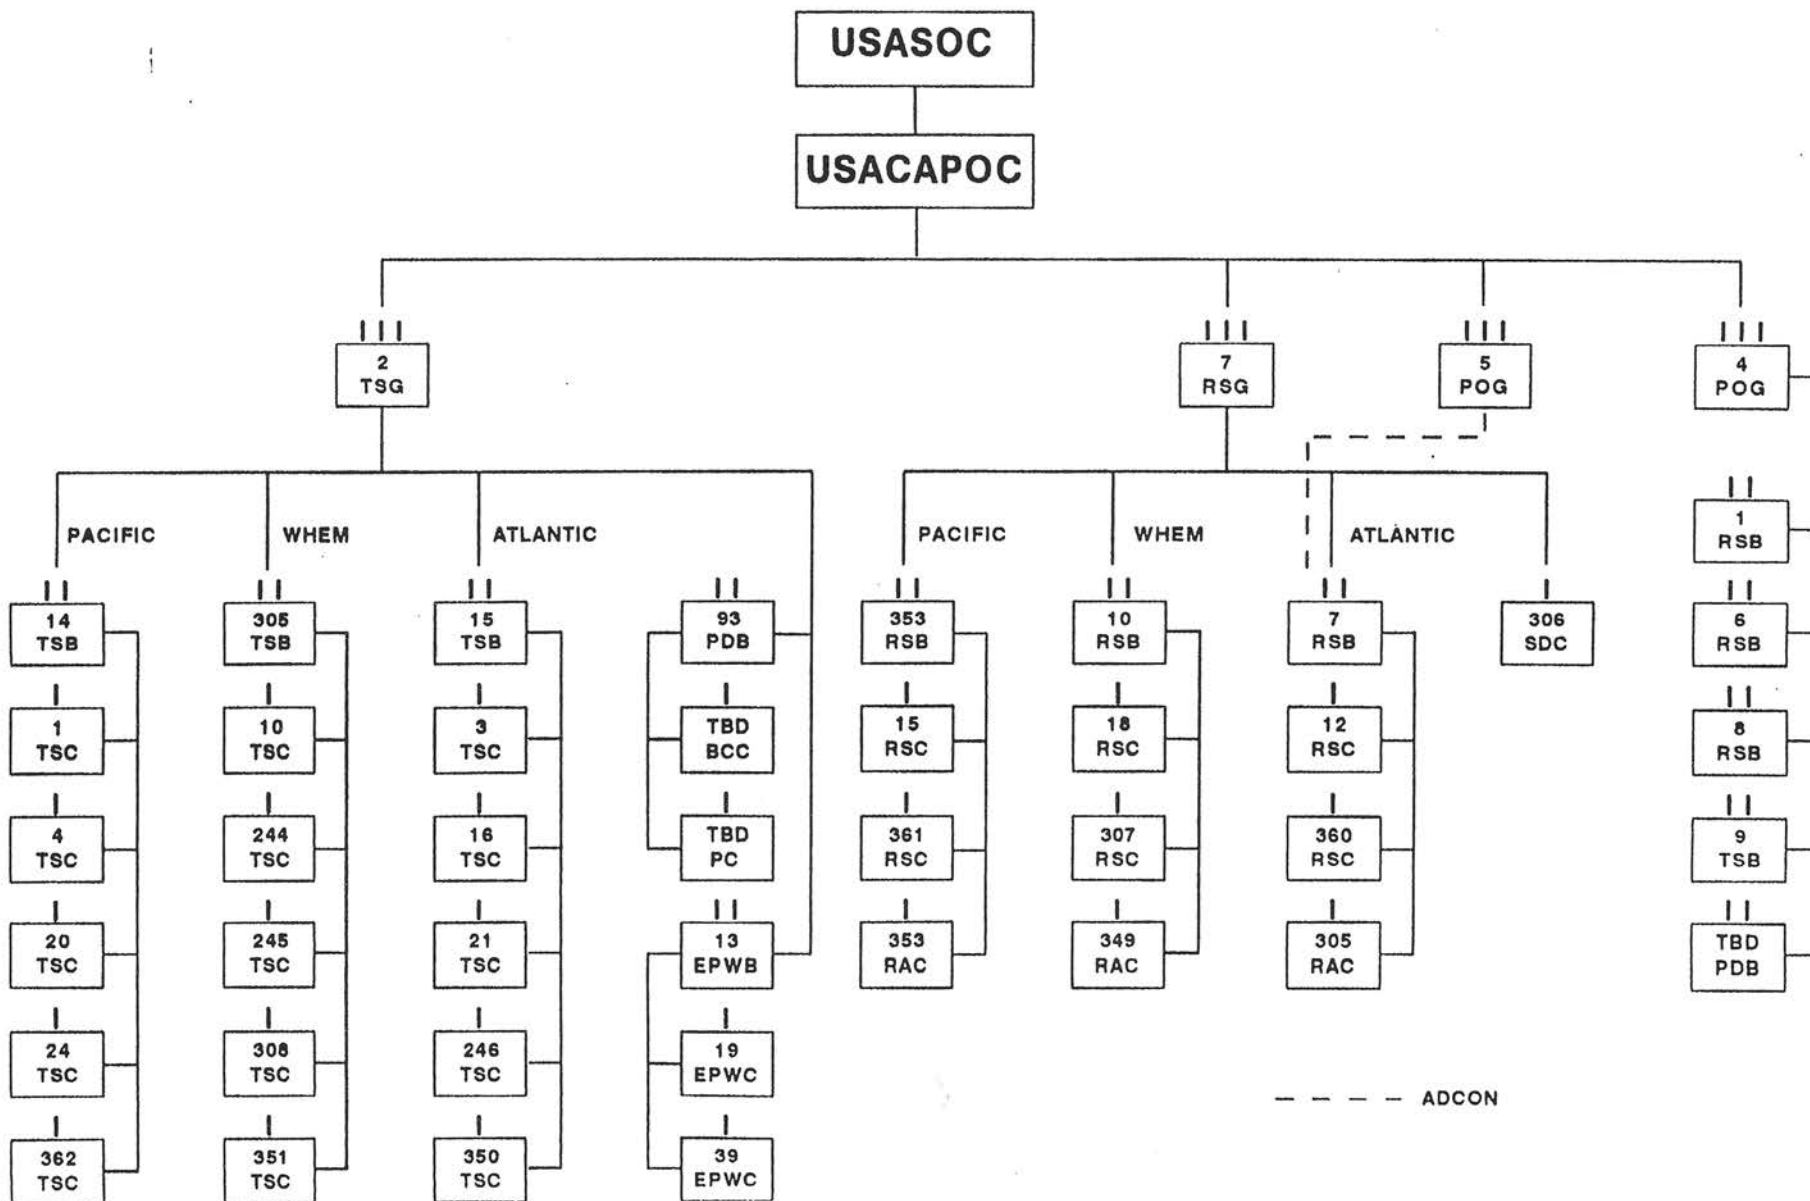 USASOC
USACAPOC
2
TSG
7
RSG
5
POG
4
POG
PACIFIC
WHEM
ATLANTIC
PACIFIC
WHEM
ATLANTIC
14
TSB
1
TSC
4
TSC
20
TSC
24
TSC
362
TSC
305
TSB
10
TSC
244
TSC
245
TSC
308
TSC
351
TSC
15
TSB
3
TSC
16
TSC
21
TSC
246
TSC
350
TSC
93
PDB
TBD
BCC
TBD
PC
13
EPWB
19
EPWC
39
EPWC
353
RSB
15
RSC
361
RSC
353
RAC
10
RSB
18
RSC
307
RSC
349
RAC
7
RSB
12
RSC
360
RSC
305
RAC
306
SDC
1
RSB
6
RSB
8
RSB
9
TSB
TBD
PDB
ADCON